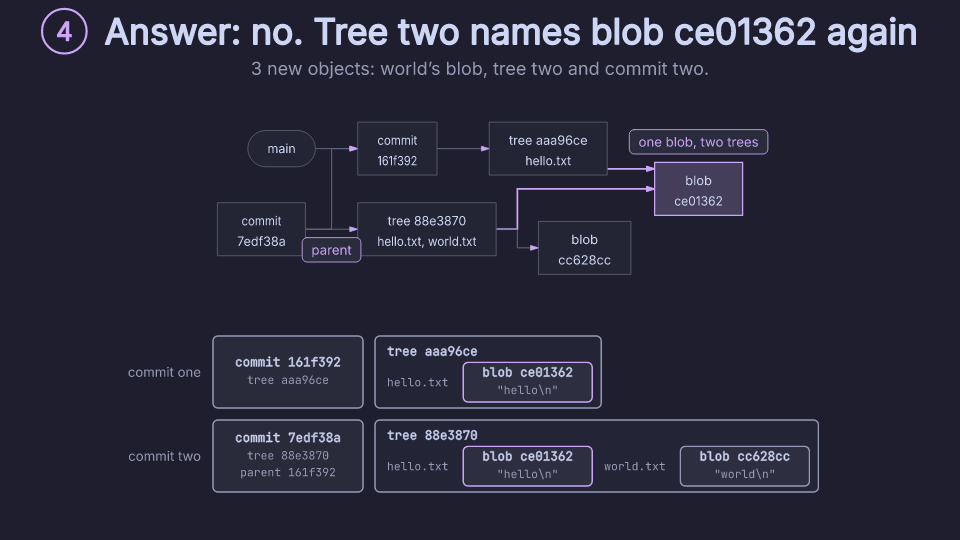 4
Answer: no. Tree two names blob ce01362 again
3 new objects: world’s blob, tree two and commit two.
main
commit
161f392
tree aaa96ce
hello.txt
one blob, two trees
blob
ce01362
commit
7edf38a
parent
tree 88e3870
hello.txt, world.txt
blob
cc628cc
commit one
commit 161f392
tree aaa96ce
tree aaa96ce
hello.txt
blob ce01362
"hello\n"
commit two
commit 7edf38a
tree 88e3870
parent 161f392
tree 88e3870
hello.txt
blob ce01362
"hello\n"
world.txt
blob cc628cc
"world\n"